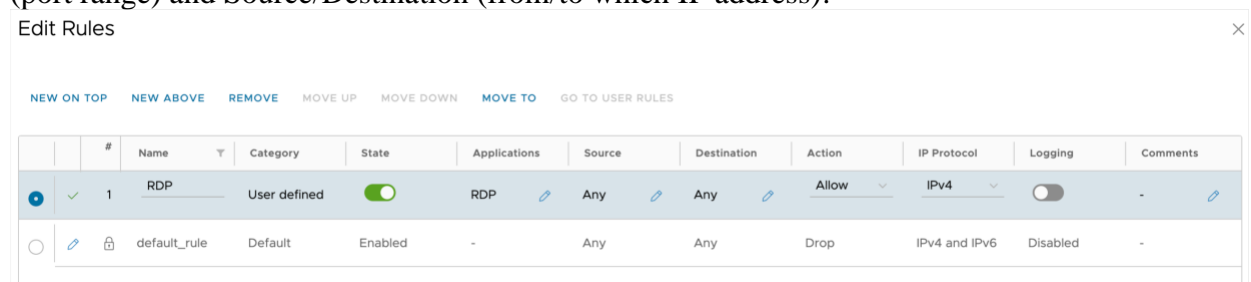 (port range) and Source/Destination (from/to which IP address).
Edit Rules
NEW ON TOP NEW ABOVE REMOVE MOVE UP MOVE DOWN MOVE TO GO TO USER RULES
# Name Category State Applications Source Destination Action IP Protocol Logging Comments
1 RDP User defined RDP Any Any Allow IPv4 -
default_rule Default Enabled - Any Any Drop IPv4 and IPv6 Disabled -